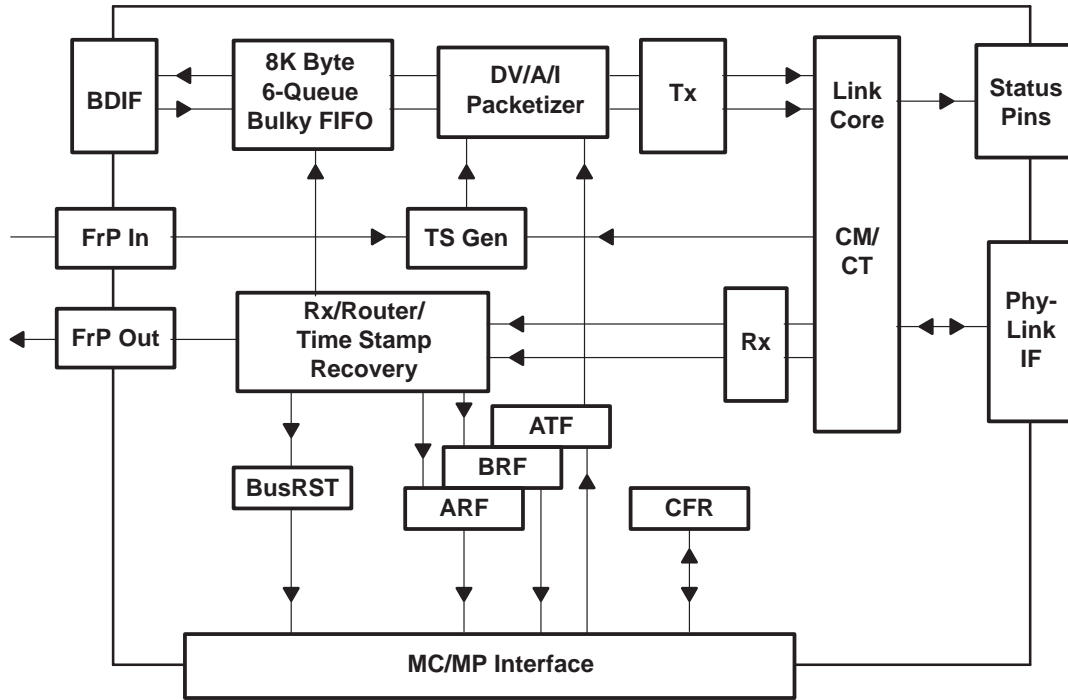 BDIF
8K Byte
6-Queue
Bulky FIFO
DV/A/I
Packetizer
Tx
Link
Core
CM/
CT
Status
Pins
FrP In
TS Gen
FrP Out
Rx/Router/
Time Stamp
Recovery
Rx
Phy-
Link
IF
ATF
BRF
ARF
BusRST
CFR
MC/MP Interface